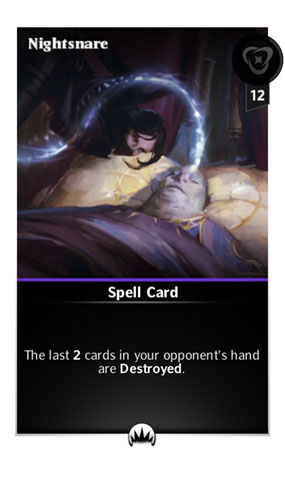 Nightsnare
12
Spell Card
The last 2 cards in your opponent's hand
are Destroyed.